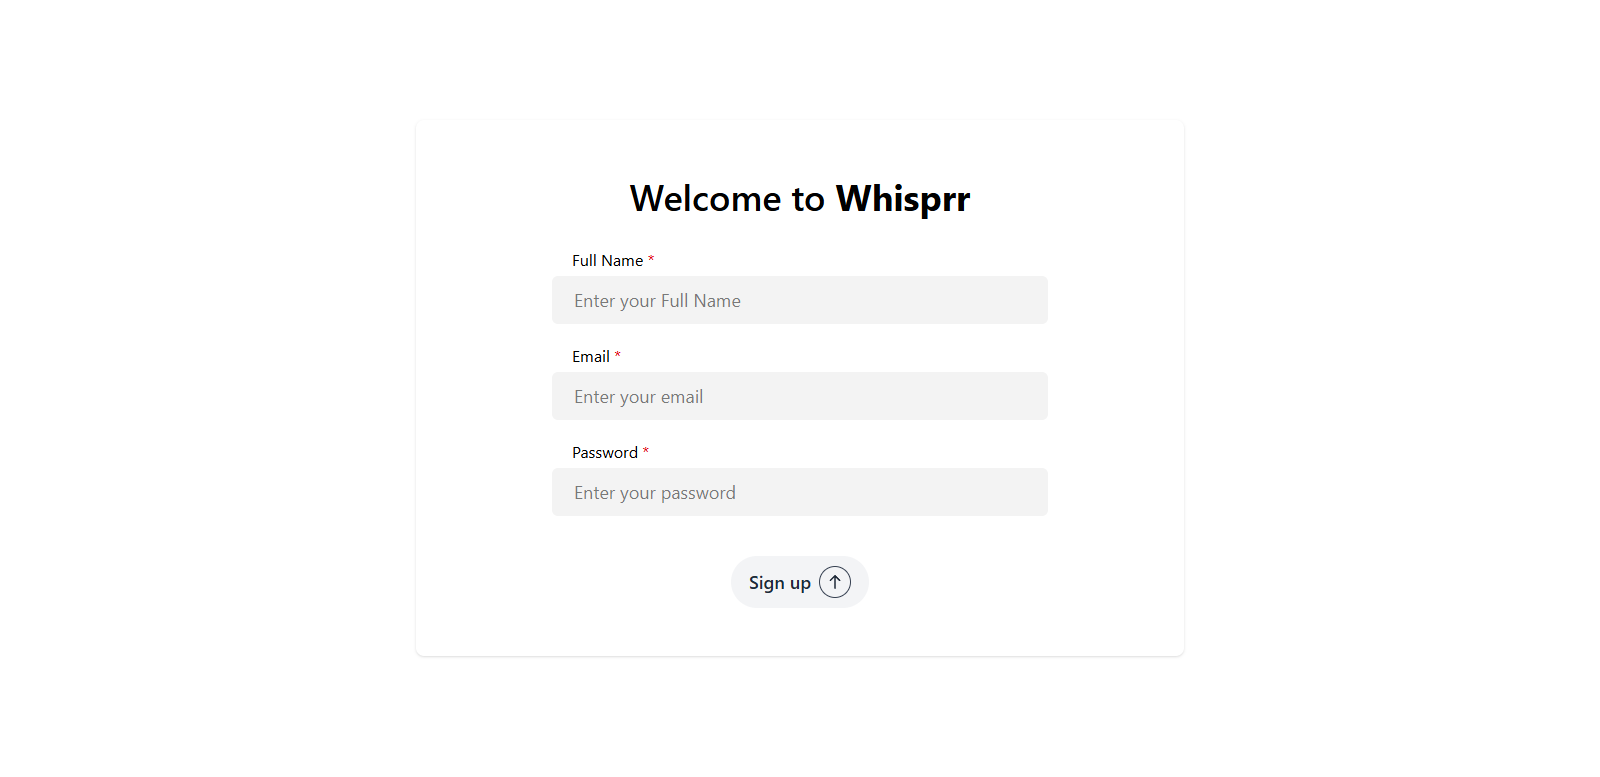 Welcome to Whisprr
Full Name *
Enter your Full Name
Email *
Enter your email
Password *
Enter your password
Sign up